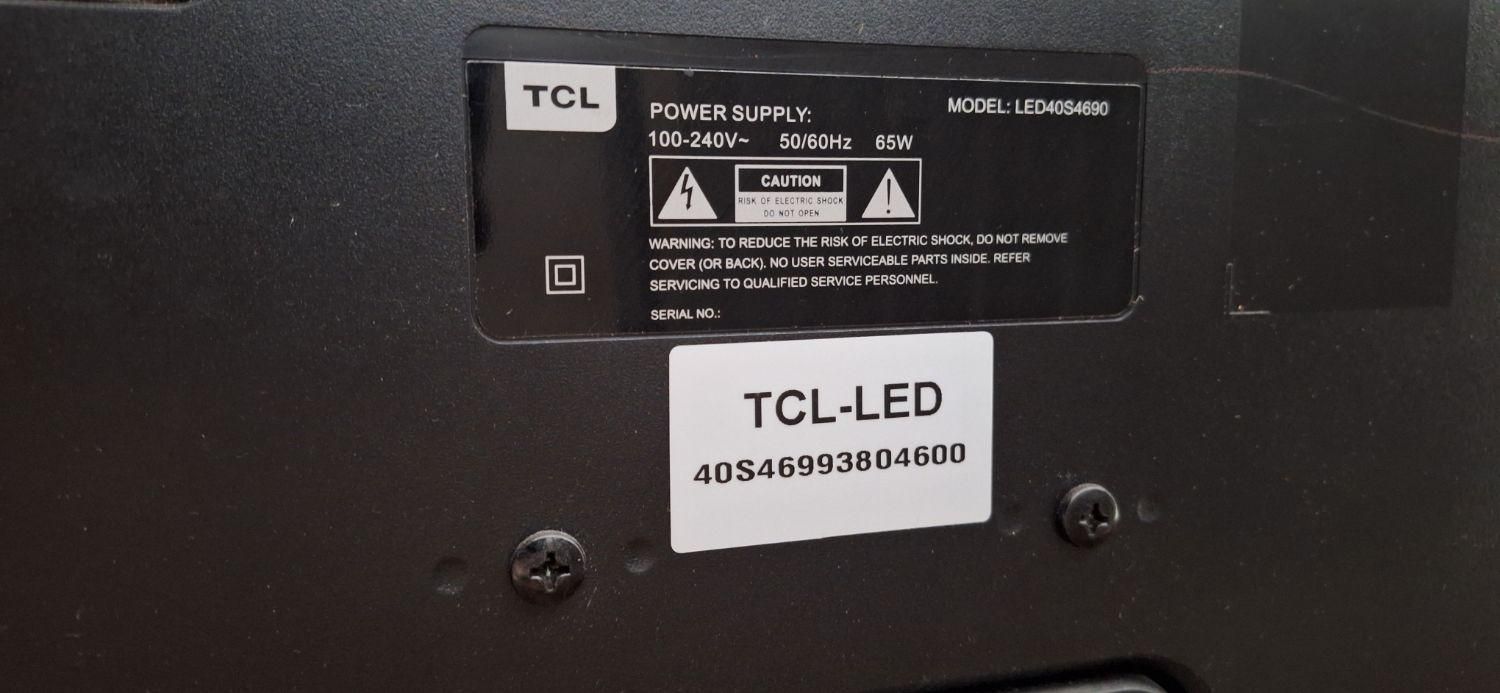 TCL
POWER SUPPLY:
MODEL: LED40S4690
100-240V~ 50/60Hz 65W
CAUTION
RISK OF ELECTRIC SHOCK
DO NOT OPEN
WARNING: TO REDUCE THE RISK OF ELECTRIC SHOCK, DO NOT REMOVE
COVER (OR BACK). NO USER SERVICEABLE PARTS INSIDE. REFER
SERVICING TO QUALIFIED SERVICE PERSONNEL.
SERIAL NO.:
TCL-LED
40S46993804600